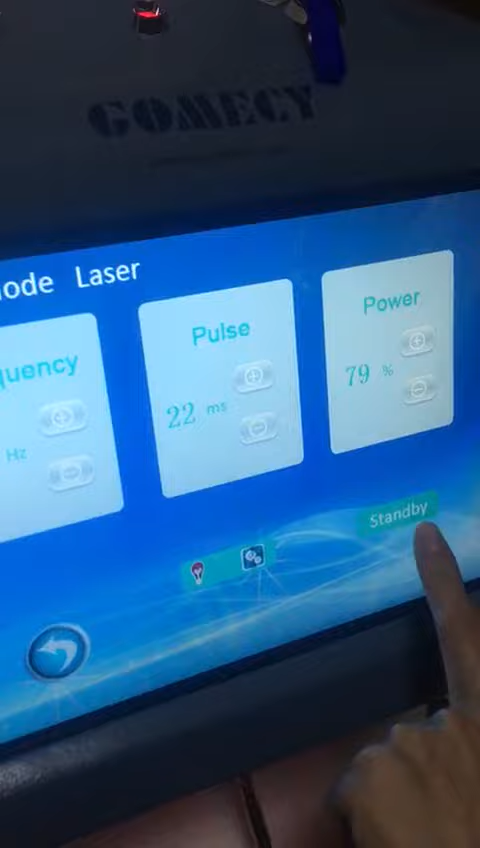 GOMECY
ode Laser
quency
Hz
Pulse
22 ms
Power
79 %
Standby